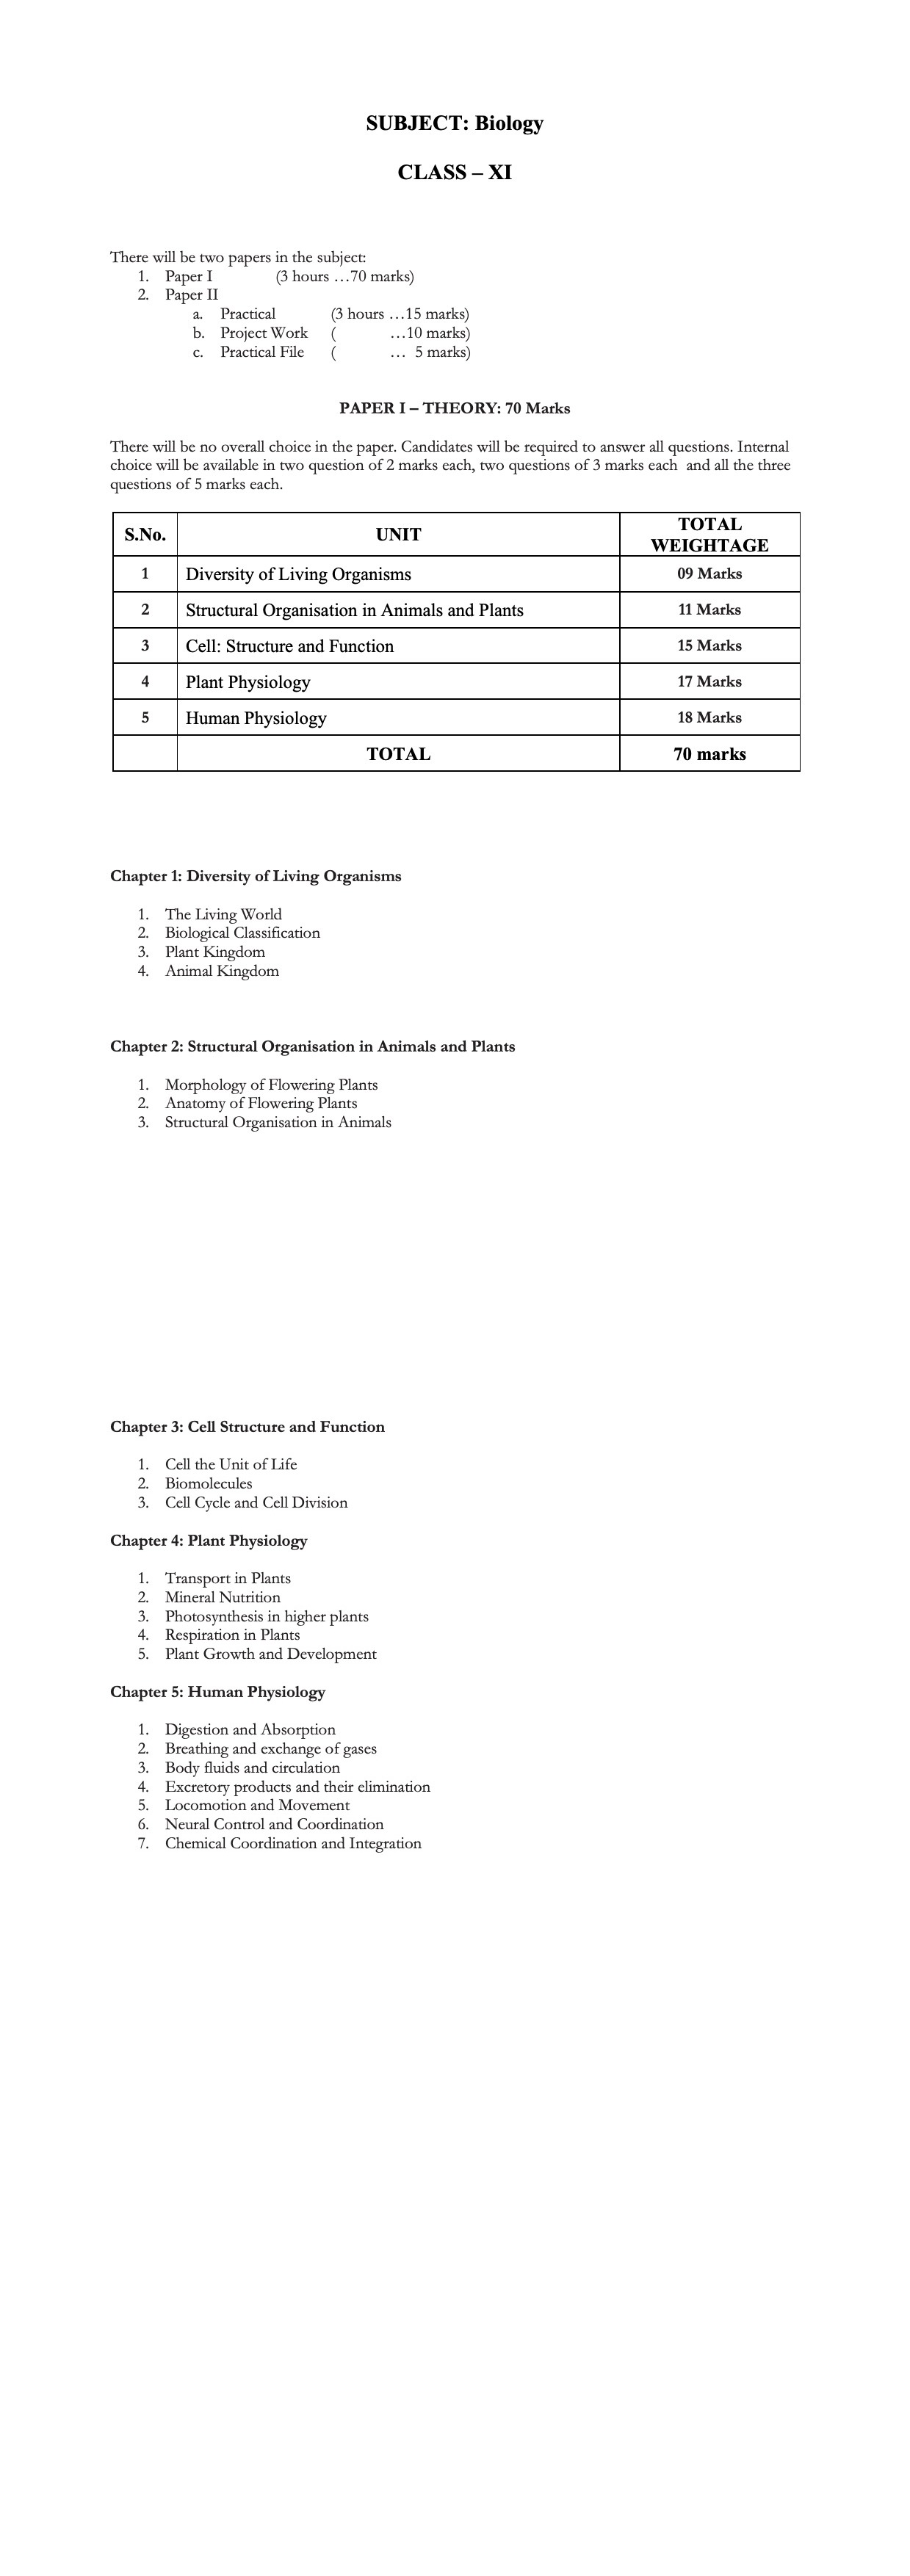 SUBJECT: Biology
CLASS – XI
There will be two papers in the subject:
1. Paper I (3 hours …70 marks)
2. Paper II
a. Practical (3 hours …15 marks)
b. Project Work ( …10 marks)
c. Practical File ( … 5 marks)
PAPER I – THEORY: 70 Marks
There will be no overall choice in the paper. Candidates will be required to answer all questions. Internal
choice will be available in two question of 2 marks each, two questions of 3 marks each and all the three
questions of 5 marks each.
S.No. UNIT TOTAL WEIGHTAGE
1 Diversity of Living Organisms 09 Marks
2 Structural Organisation in Animals and Plants 11 Marks
3 Cell: Structure and Function 15 Marks
4 Plant Physiology 17 Marks
5 Human Physiology 18 Marks
TOTAL 70 marks
Chapter 1: Diversity of Living Organisms
1. The Living World
2. Biological Classification
3. Plant Kingdom
4. Animal Kingdom
Chapter 2: Structural Organisation in Animals and Plants
1. Morphology of Flowering Plants
2. Anatomy of Flowering Plants
3. Structural Organisation in Animals
Chapter 3: Cell Structure and Function
1. Cell the Unit of Life
2. Biomolecules
3. Cell Cycle and Cell Division
Chapter 4: Plant Physiology
1. Transport in Plants
2. Mineral Nutrition
3. Photosynthesis in higher plants
4. Respiration in Plants
5. Plant Growth and Development
Chapter 5: Human Physiology
1. Digestion and Absorption
2. Breathing and exchange of gases
3. Body fluids and circulation
4. Excretory products and their elimination
5. Locomotion and Movement
6. Neural Control and Coordination
7. Chemical Coordination and Integration